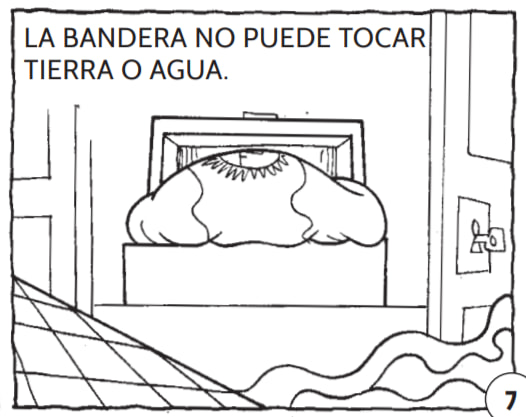 LA BANDERA NO PUEDE TOCAR
TIERRA O AGUA.
7